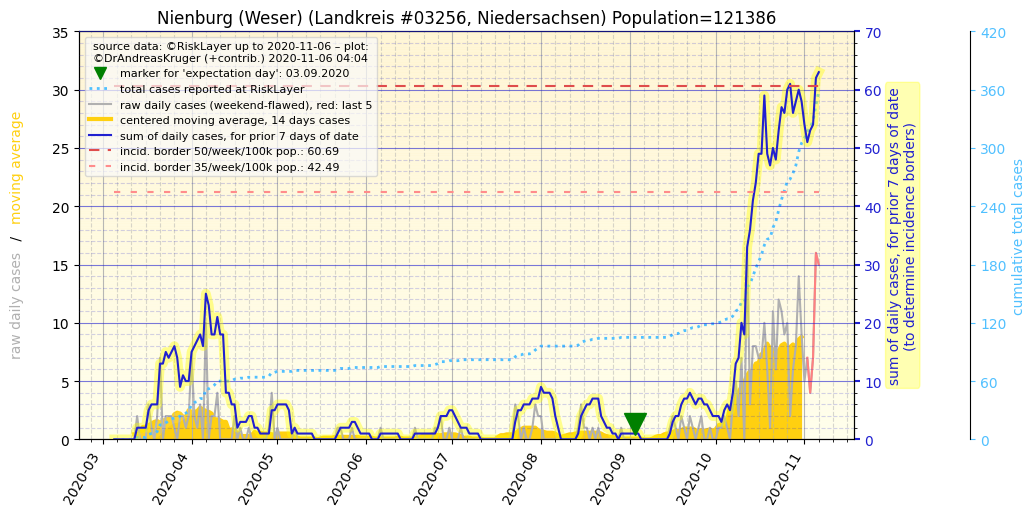 Nienburg (Weser) (Landkreis #03256, Niedersachsen) Population=121386
source data: ©RiskLayer up to 2020-11-06 – plot:
©DrAndreasKruger (+contrib.) 2020-11-06 04:04
marker for 'expectation day': 03.09.2020
total cases reported at RiskLayer
raw daily cases (weekend-flawed), red: last 5
centered moving average, 14 days cases
sum of daily cases, for prior 7 days of date
incid. border 50/week/100k pop.: 60.69
incid. border 35/week/100k pop.: 42.49
raw daily cases / moving average
35
30
25
20
15
10
5
0
2020-03
2020-04
2020-05
2020-06
2020-07
2020-08
2020-09
2020-10
2020-11
70
60
50
40
30
20
10
0
sum of daily cases, for prior 7 days of date
(to determine incidence borders)
420
360
300
240
180
120
60
0
cumulative total cases